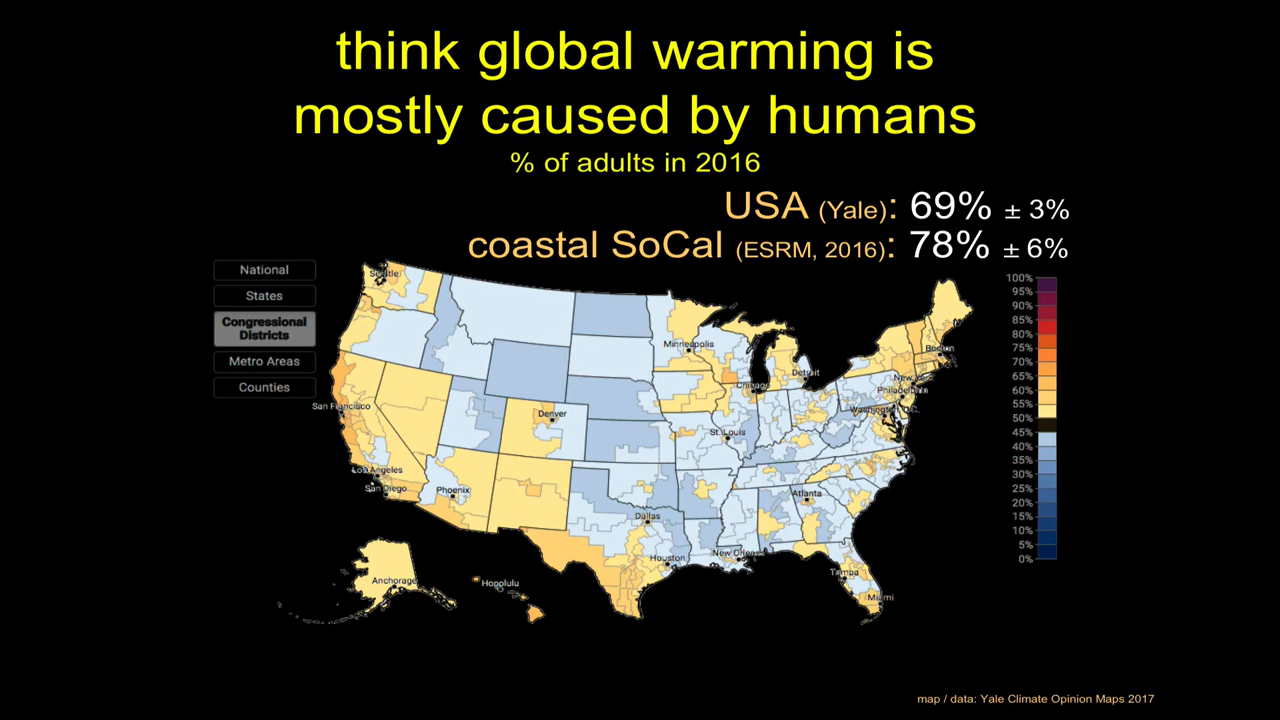 think global warming is
mostly caused by humans
% of adults in 2016
USA (Yale): 69% ± 3%
coastal SoCal (ESRM, 2016): 78% ± 6%
National
States
Congressional
Districts
Metro Areas
Counties
Seattle
Minneapolis
Boston
Detroit
Chicago
New York
Philadelphia
San Francisco
Denver
Washington D.C.
St. Louis
Los Angeles
San Diego
Phoenix
Atlanta
Dallas
Houston
New Orleans
Tampa
Miami
Anchorage
Honolulu
100%
95%
90%
85%
80%
75%
70%
65%
60%
55%
50%
45%
40%
35%
30%
25%
20%
15%
10%
5%
0%
map / data: Yale Climate Opinion Maps 2017